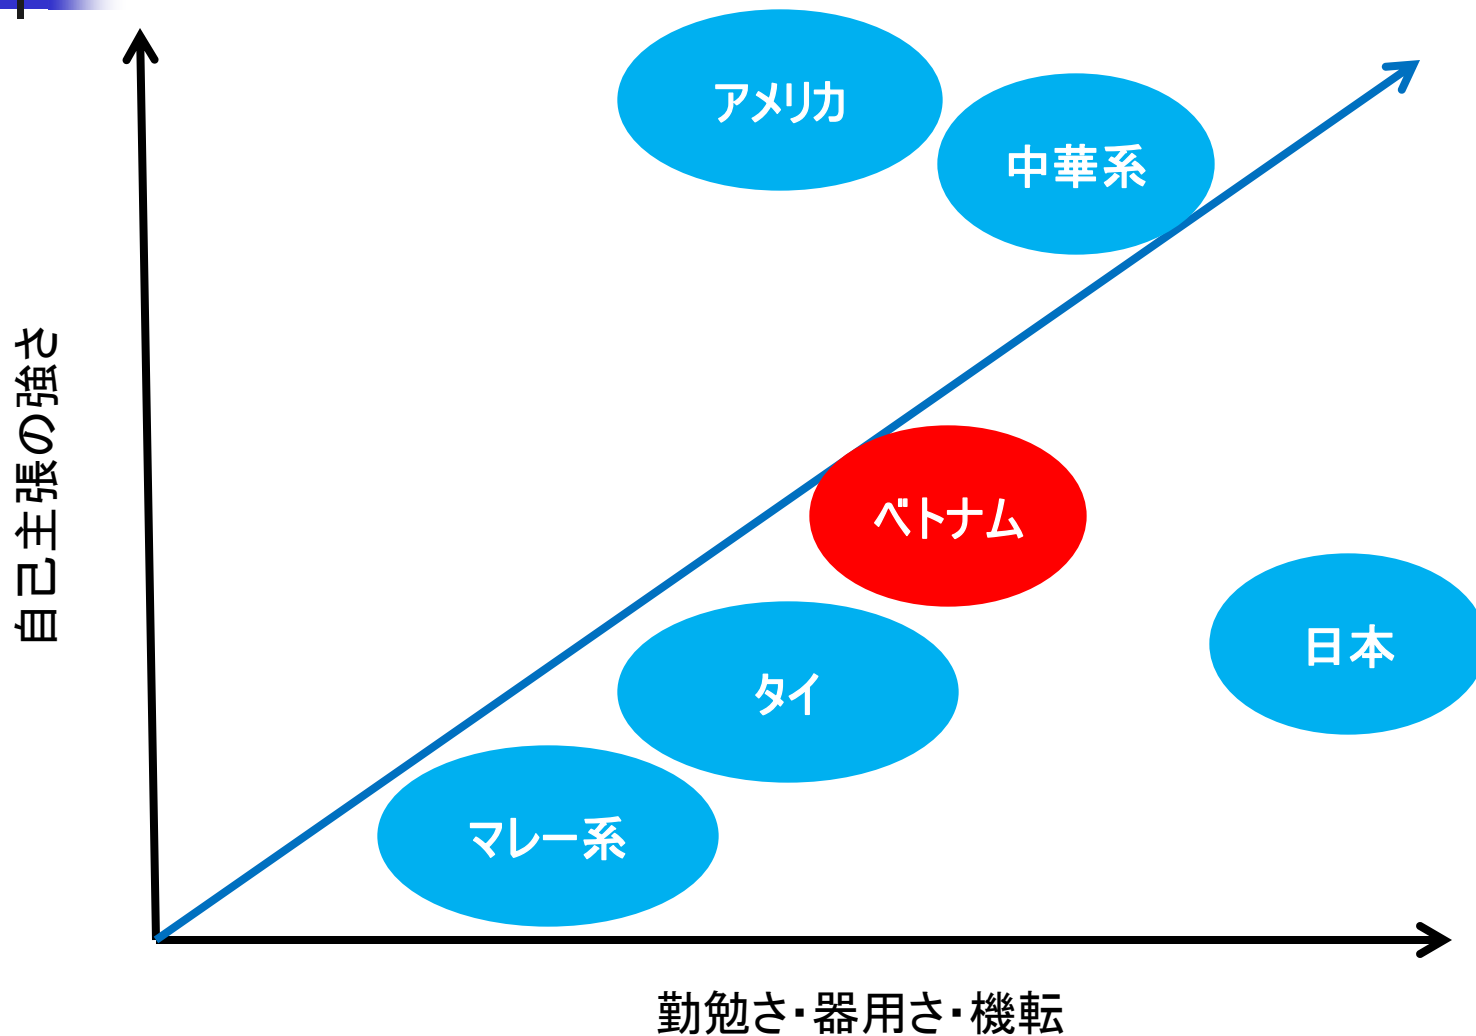 アメリカ
中華系
自己主張の強さ
ベトナム
日本
タイ
マレー系
勤勉さ・器用さ・機転